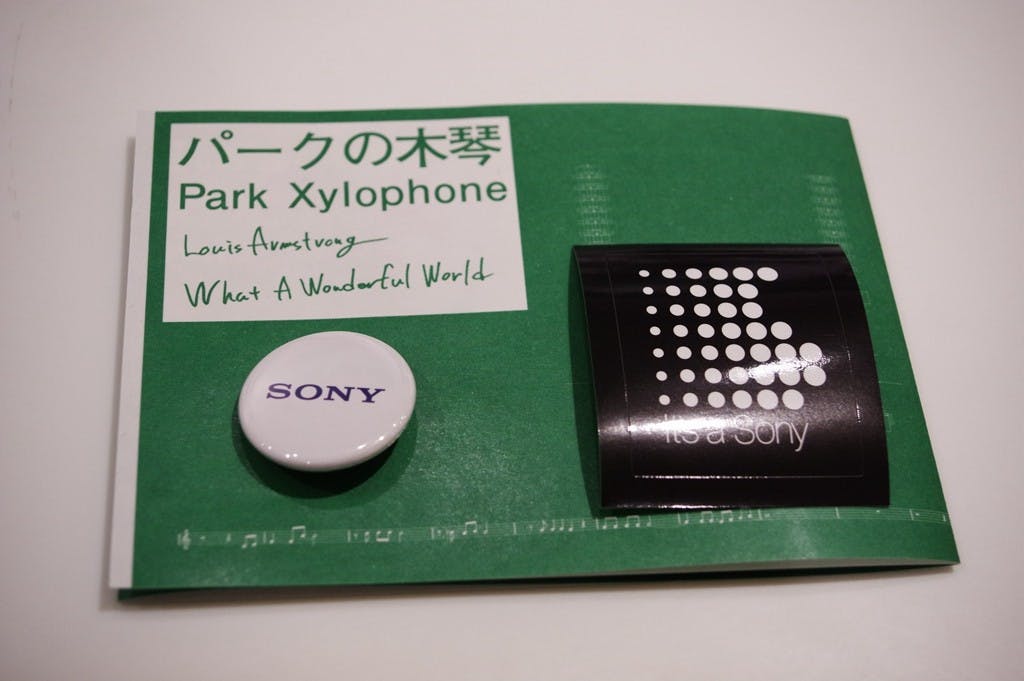 パークの木琴
Park Xylophone
Louis Armstrong
What A Wonderful World
SONY
It's a Sony